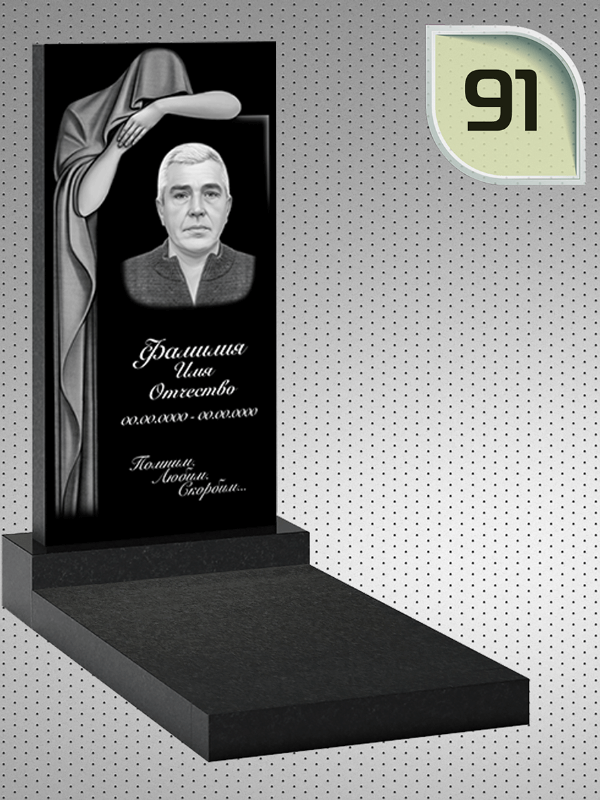 91
Фамилия
Имя
Отчество
00.00.0000 - 00.00.0000
Помним.
Любим.
Скорбим...